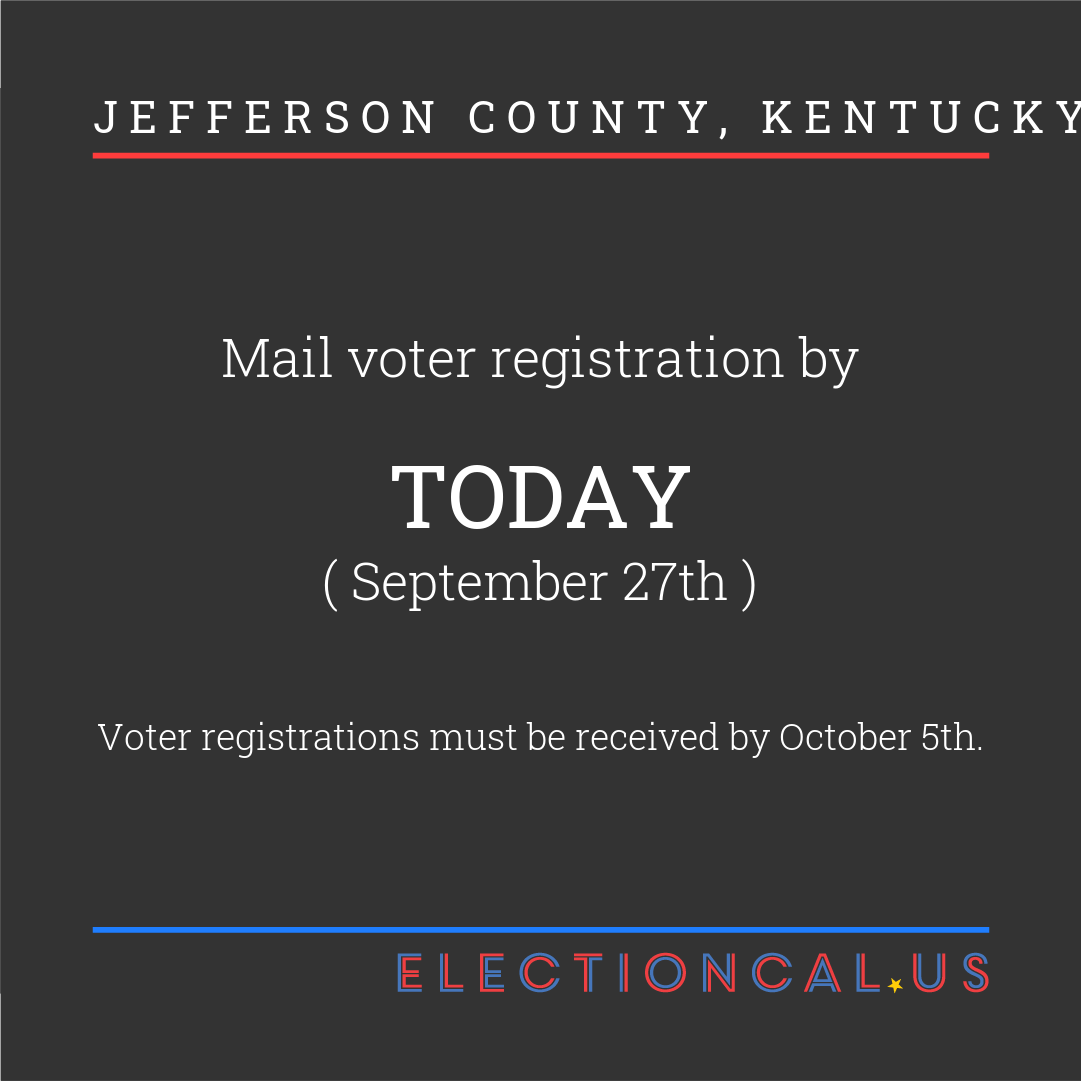 JEFFERSON COUNTY, KENTUCKY
Mail voter registration by
TODAY
( September 27th )
Voter registrations must be received by October 5th.
ELECTIONCAL.US